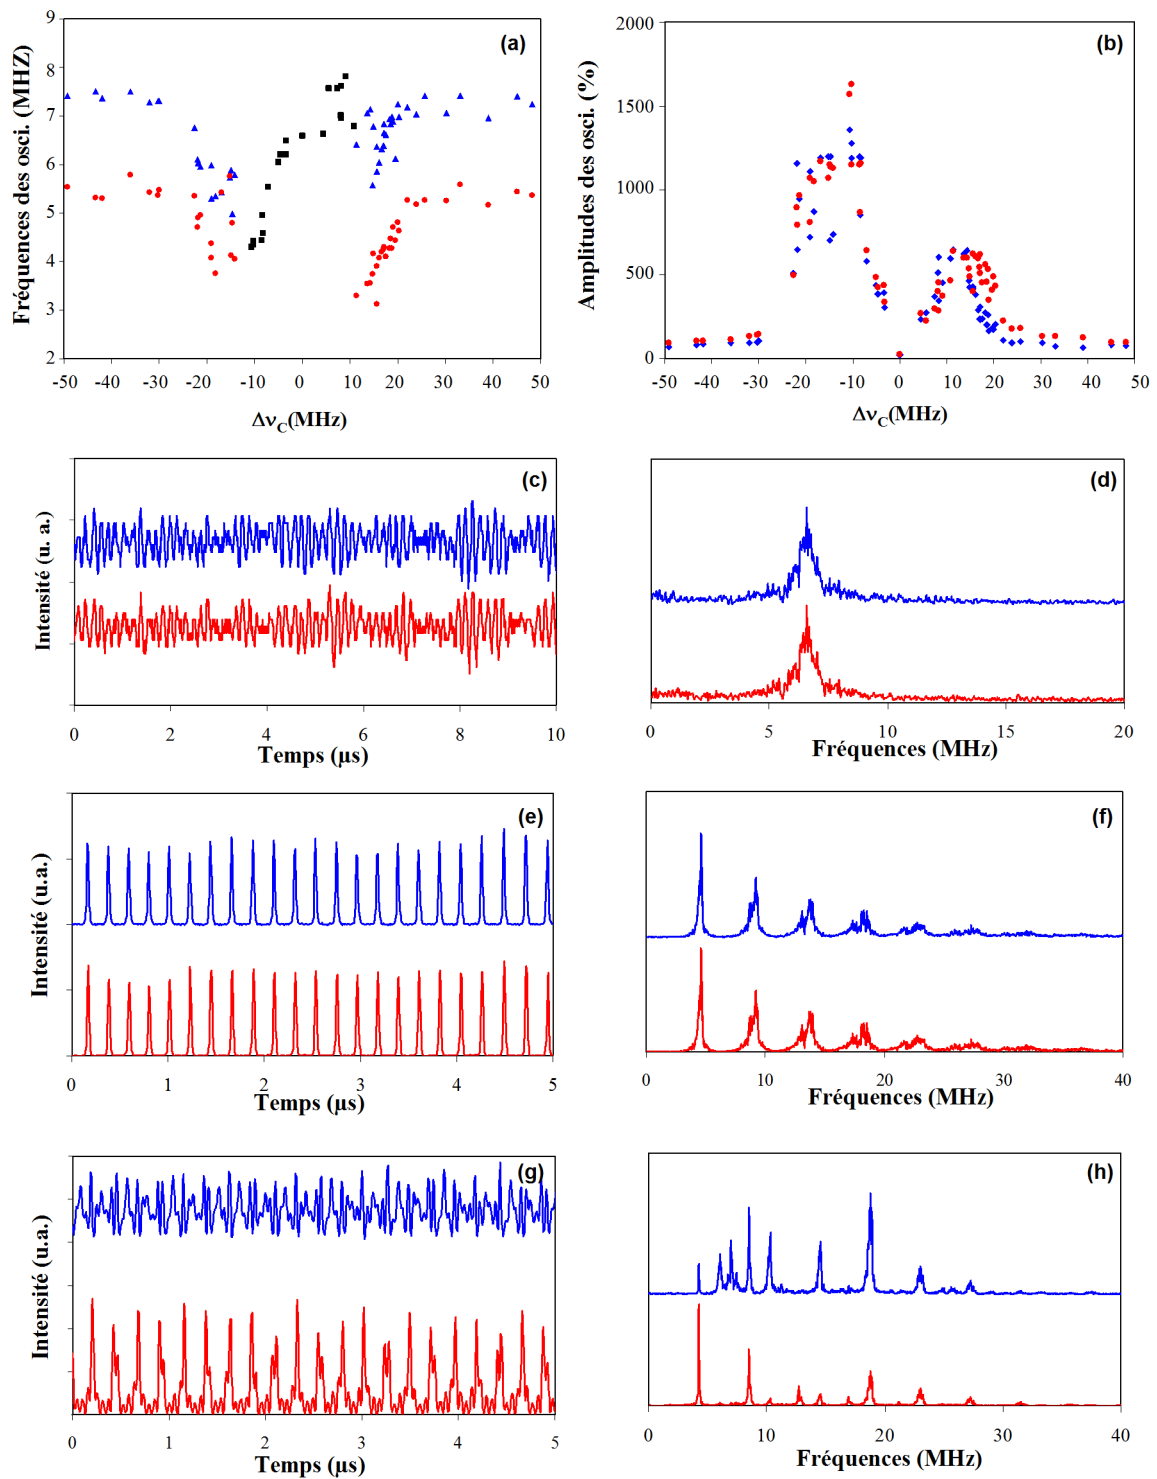 (a)
Fréquences des osci. (MHZ)
9
8
7
6
5
4
3
2
-50 -40 -30 -20 -10 0 10 20 30 40 50
Δν_C(MHz)
(b)
Amplitudes des osci. (%)
2000
1500
1000
500
0
-50 -40 -30 -20 -10 0 10 20 30 40 50
Δν_C(MHz)
(c)
Intensité (u. a.)
0 2 4 6 8 10
Temps (µs)
(d)
0 5 10 15 20
Fréquences (MHz)
(e)
Intensité (u.a.)
0 1 2 3 4 5
Temps (µs)
(f)
0 10 20 30 40
Fréquences (MHz)
(g)
Intensité (u.a.)
0 1 2 3 4 5
Temps (µs)
(h)
0 10 20 30 40
Fréquences (MHz)